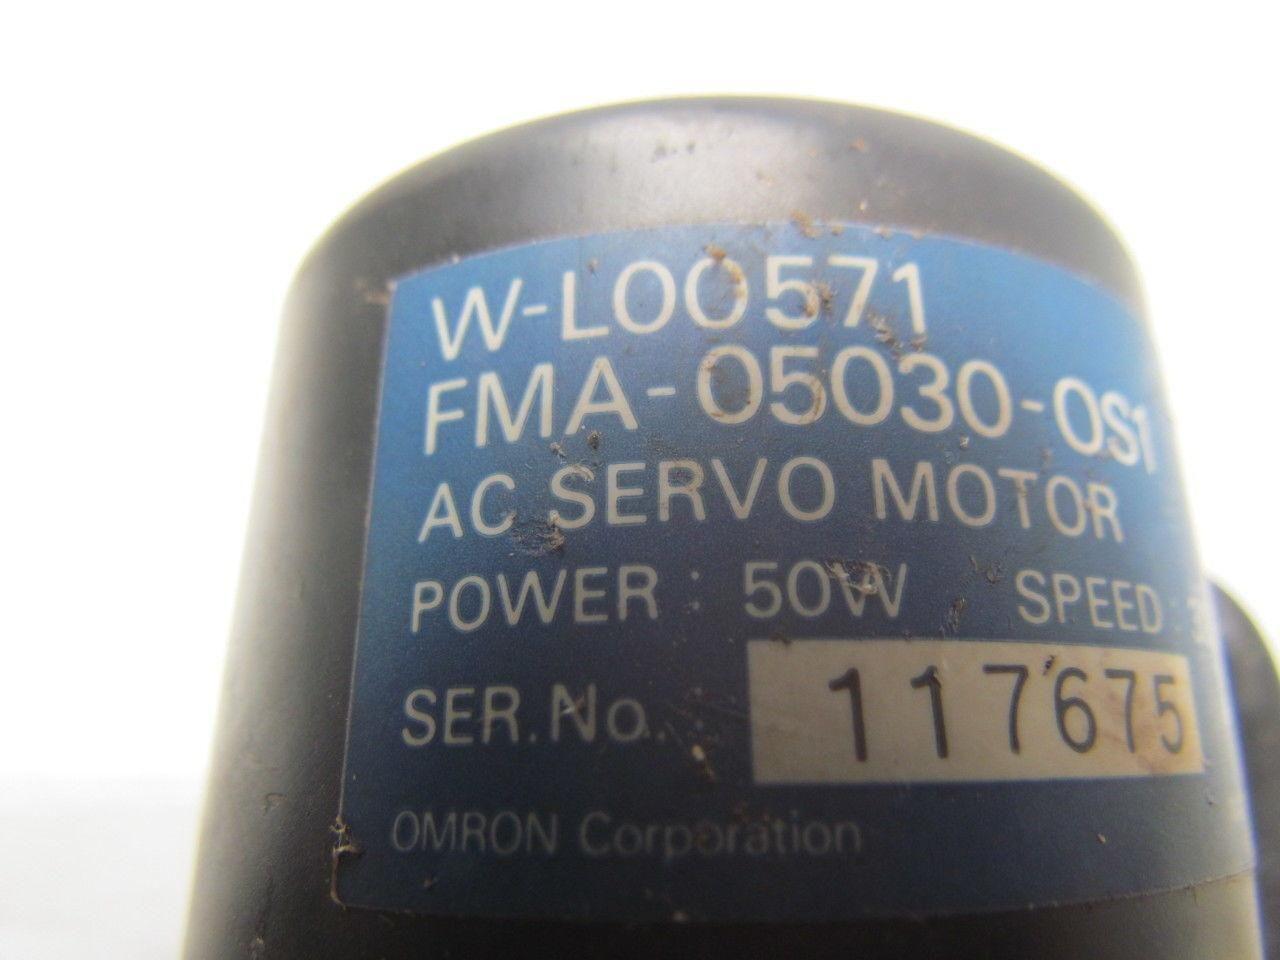 W-L00571
FMA-05030-0S1
AC SERVO MOTOR
POWER : 50W SPEED :
SER. No. 117675
OMRON Corporation